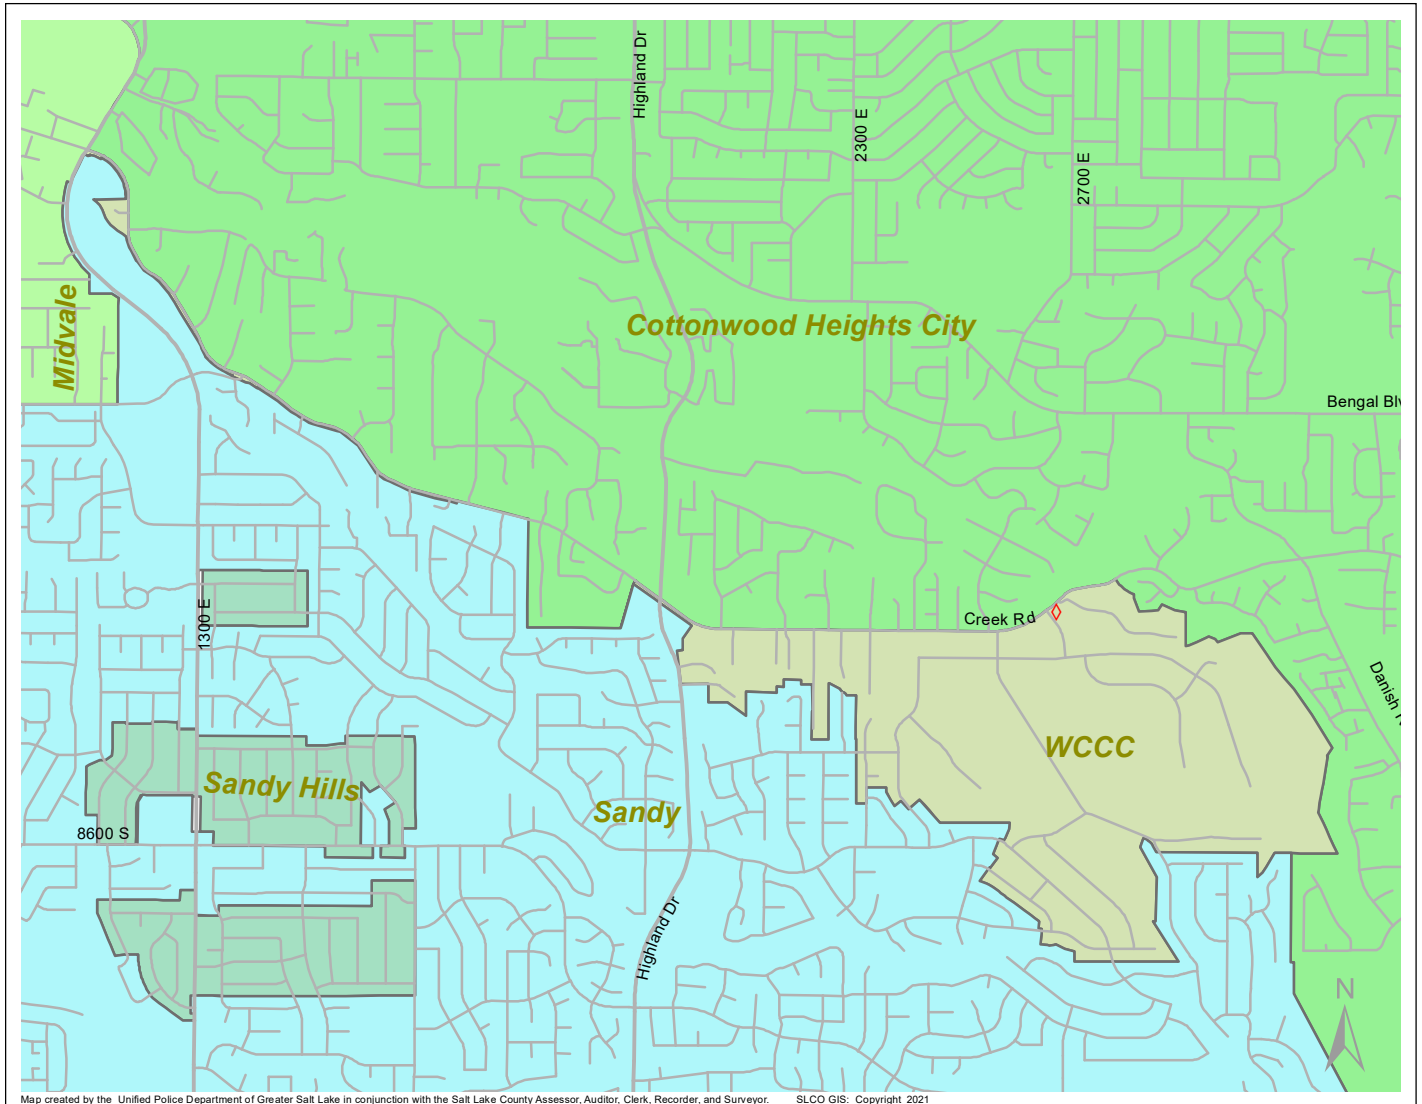 Highland Dr
2300 E
2700 E
Midvale
Cottonwood Heights City
Bengal Blv
1300 E
Creek Rd
Danish R
WCCC
Sandy Hills
Sandy
8600 S
Highland Dr
N
Map created by the Unified Police Department of Greater Salt Lake in conjunction with the Salt Lake County Assessor, Auditor, Clerk, Recorder, and Surveyor. SLCO GIS: Copyright 2021